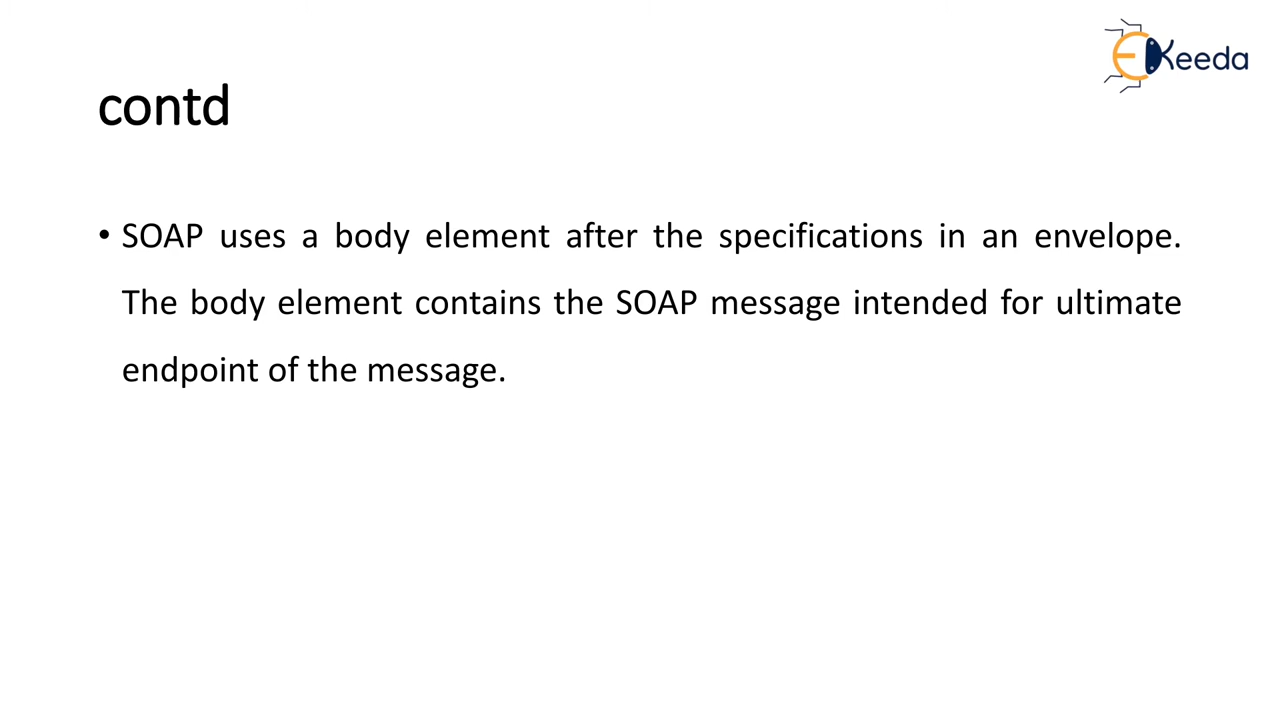 EKeeda
contd
• SOAP uses a body element after the specifications in an envelope.
The body element contains the SOAP message intended for ultimate
endpoint of the message.